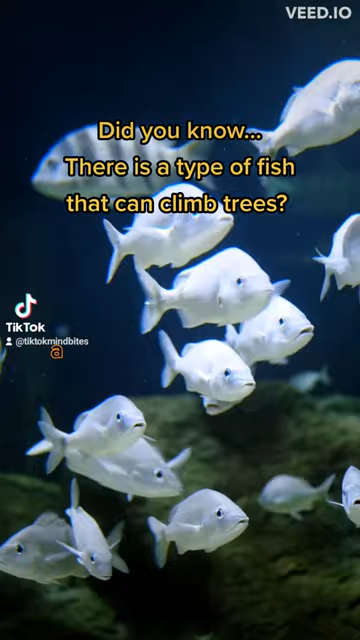 VEED.IO
Did you know...
There is a type of fish
that can climb trees?
TikTok
@tiktokmindbites
a